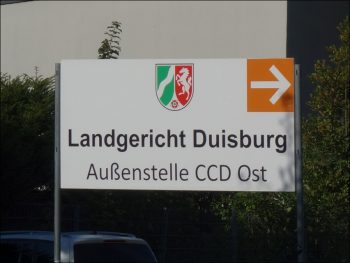 Landgericht Duisburg
Außenstelle CCD Ost